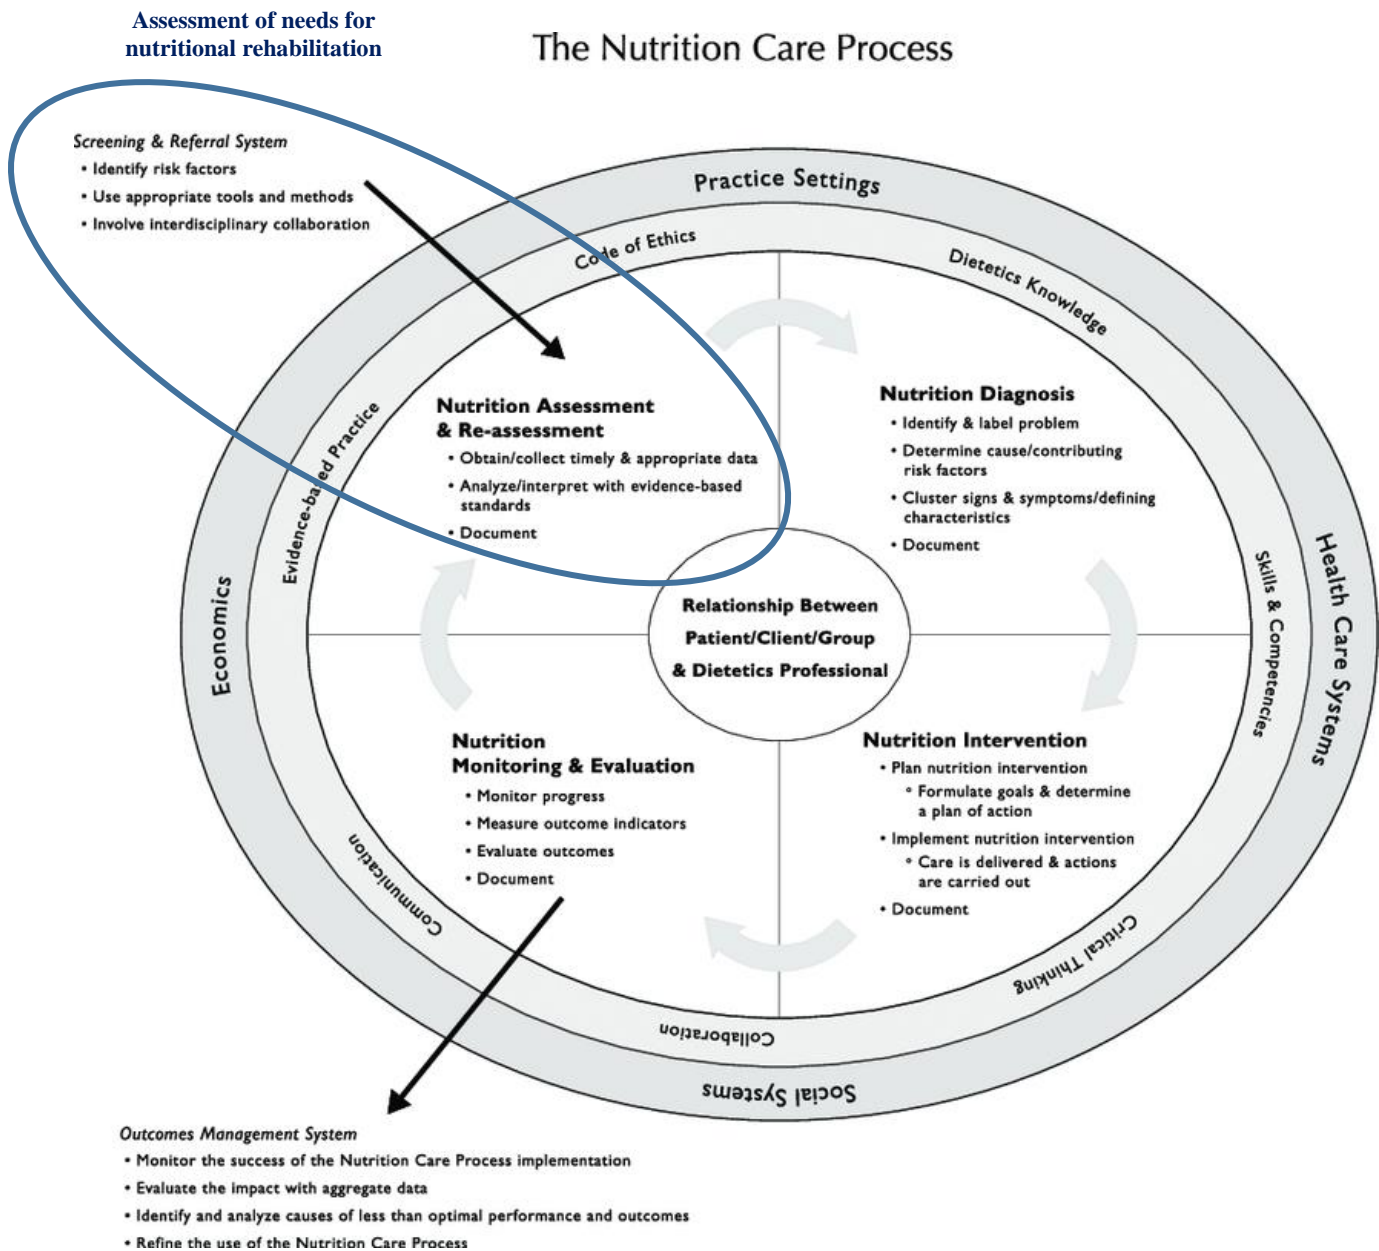 Assessment of needs for
nutritional rehabilitation
The Nutrition Care Process
Screening & Referral System
• Identify risk factors
• Use appropriate tools and methods
• Involve interdisciplinary collaboration
Practice Settings
Code of Ethics
Dietetics Knowledge
Evidence-based Practice
Economics
Skills & Competencies
Health Care Systems
Nutrition Assessment
& Re-assessment
• Obtain/collect timely & appropriate data
• Analyze/interpret with evidence-based
standards
• Document
Nutrition Diagnosis
• Identify & label problem
• Determine cause/contributing
risk factors
• Cluster signs & symptoms/defining
characteristics
• Document
Relationship Between
Patient/Client/Group
& Dietetics Professional
Nutrition
Monitoring & Evaluation
• Monitor progress
• Measure outcome indicators
• Evaluate outcomes
• Document
Nutrition Intervention
• Plan nutrition intervention
° Formulate goals & determine
a plan of action
• Implement nutrition intervention
° Care is delivered & actions
are carried out
• Document
Communication
Critical Thinking
Collaboration
Social Systems
Outcomes Management System
• Monitor the success of the Nutrition Care Process implementation
• Evaluate the impact with aggregate data
• Identify and analyze causes of less than optimal performance and outcomes
• Refine the use of the Nutrition Care Process